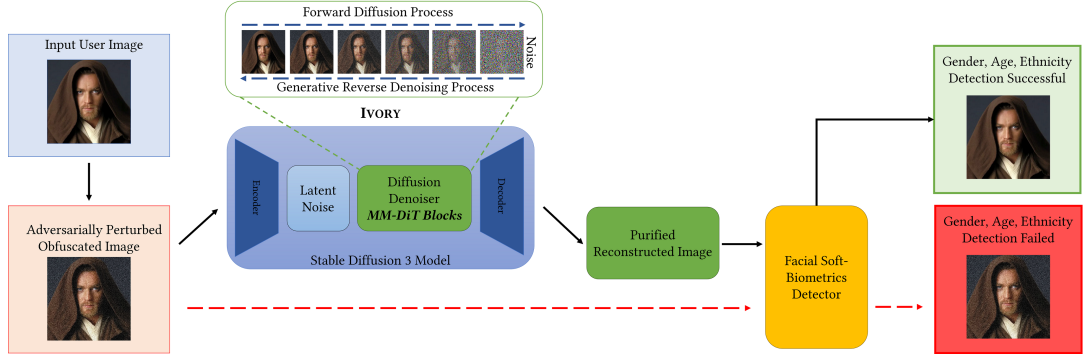 Input User Image
Adversarially Perturbed
Obfuscated Image
Forward Diffusion Process
Noise
Generative Reverse Denoising Process
IVORY
Encoder
Latent
Noise
Diffusion
Denoiser
MM-DiT Blocks
Decoder
Stable Diffusion 3 Model
Purified
Reconstructed Image
Facial Soft-
Biometrics
Detector
Gender, Age, Ethnicity
Detection Successful
Gender, Age, Ethnicity
Detection Failed